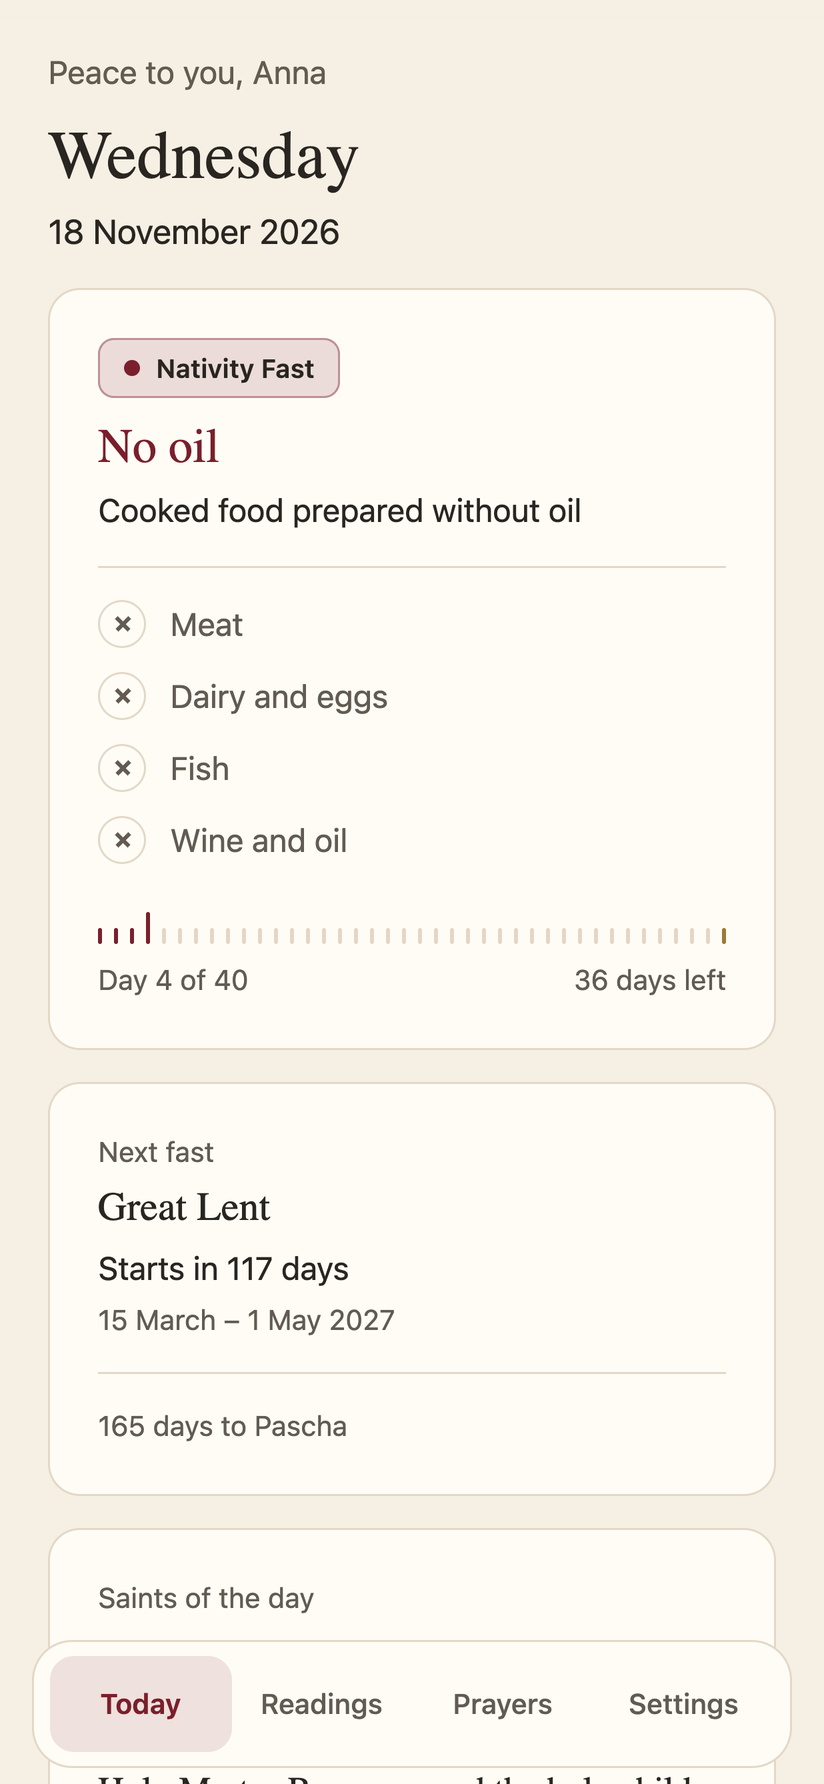 Peace to you, Anna
Wednesday
18 November 2026
Nativity Fast
No oil
Cooked food prepared without oil
Meat
Dairy and eggs
Fish
Wine and oil
Day 4 of 40
36 days left
Next fast
Great Lent
Starts in 117 days
15 March – 1 May 2027
165 days to Pascha
Saints of the day
Today
Readings
Prayers
Settings